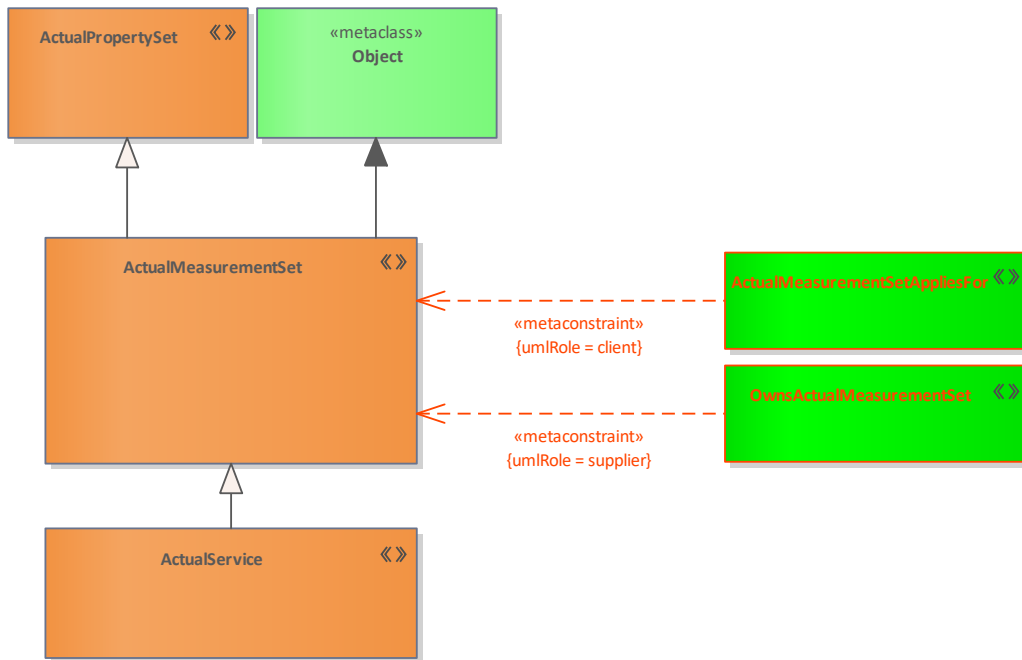 ActualPropertySet «»
«metaclass»
Object
ActualMeasurementSet «»
ActualMeasurementSetAppliesFor «»
«metaconstraint»
{umlRole = client}
OwnsActualMeasurementSet «»
«metaconstraint»
{umlRole = supplier}
ActualService «»